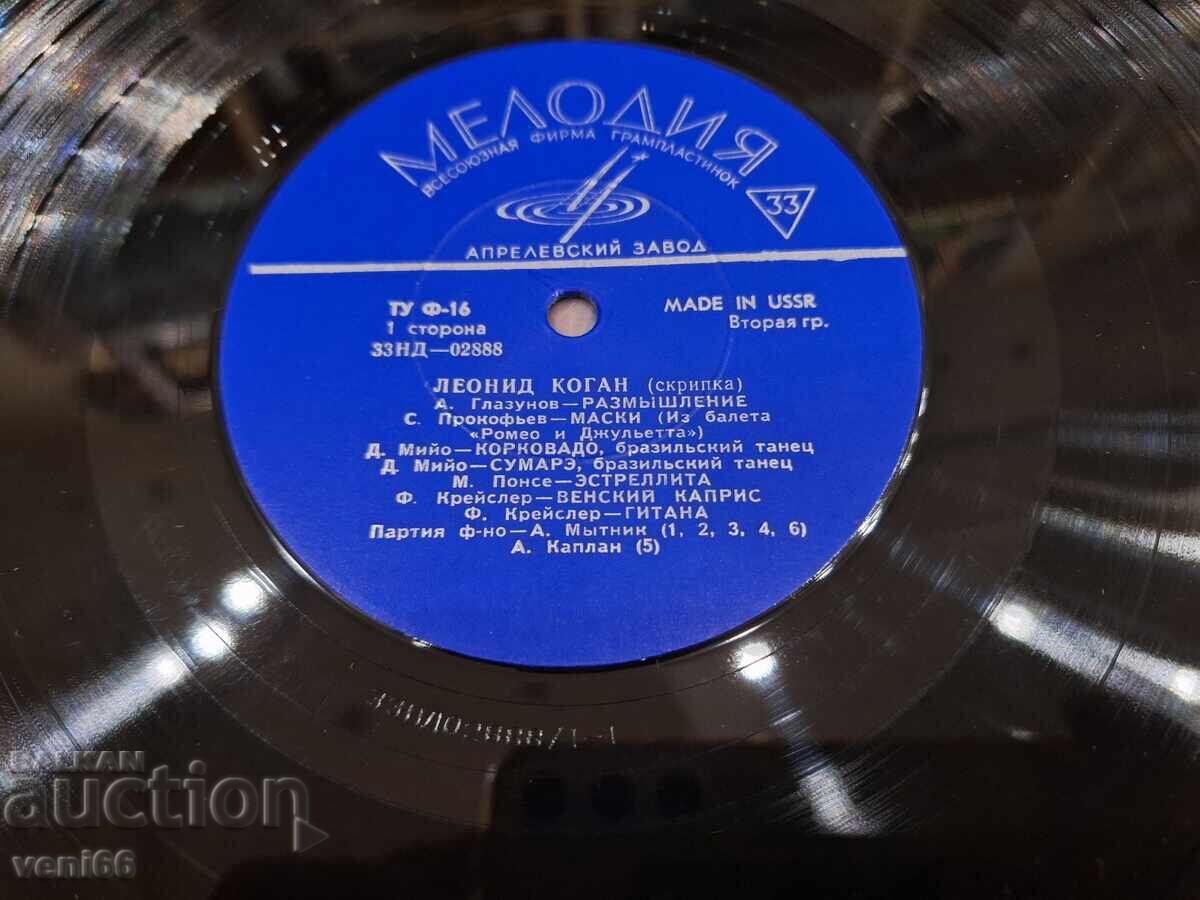 МЕЛОДИЯ
ВСЕСОЮЗНАЯ ФИРМА ГРАМПЛАСТИНОК
33
АПРЕЛЕВСКИЙ ЗАВОД
ТУ Ф-16
1 сторона
33НД—02888
MADE IN USSR
Вторая гр.
ЛЕОНИД КОГАН (скрипка)
А. Глазунов—РАЗМЫШЛЕНИЕ
С. Прокофьев—МАСКИ (Из балета
«Ромео и Джульетта»)
Д. Мийо—КОРКОВАДО, бразильский танец
Д. Мийо—СУМАРЭ, бразильский танец
М. Понсе—ЭСТРЕЛЛИТА
Ф. Крейслер—ВЕНСКИЙ КАПРИС
Ф. Крейслер—ГИТАНА
Партия ф-но—А. Мытник (1, 2, 3, 4, 6)
А. Каплан (5)
BALKAN
auction
veni66